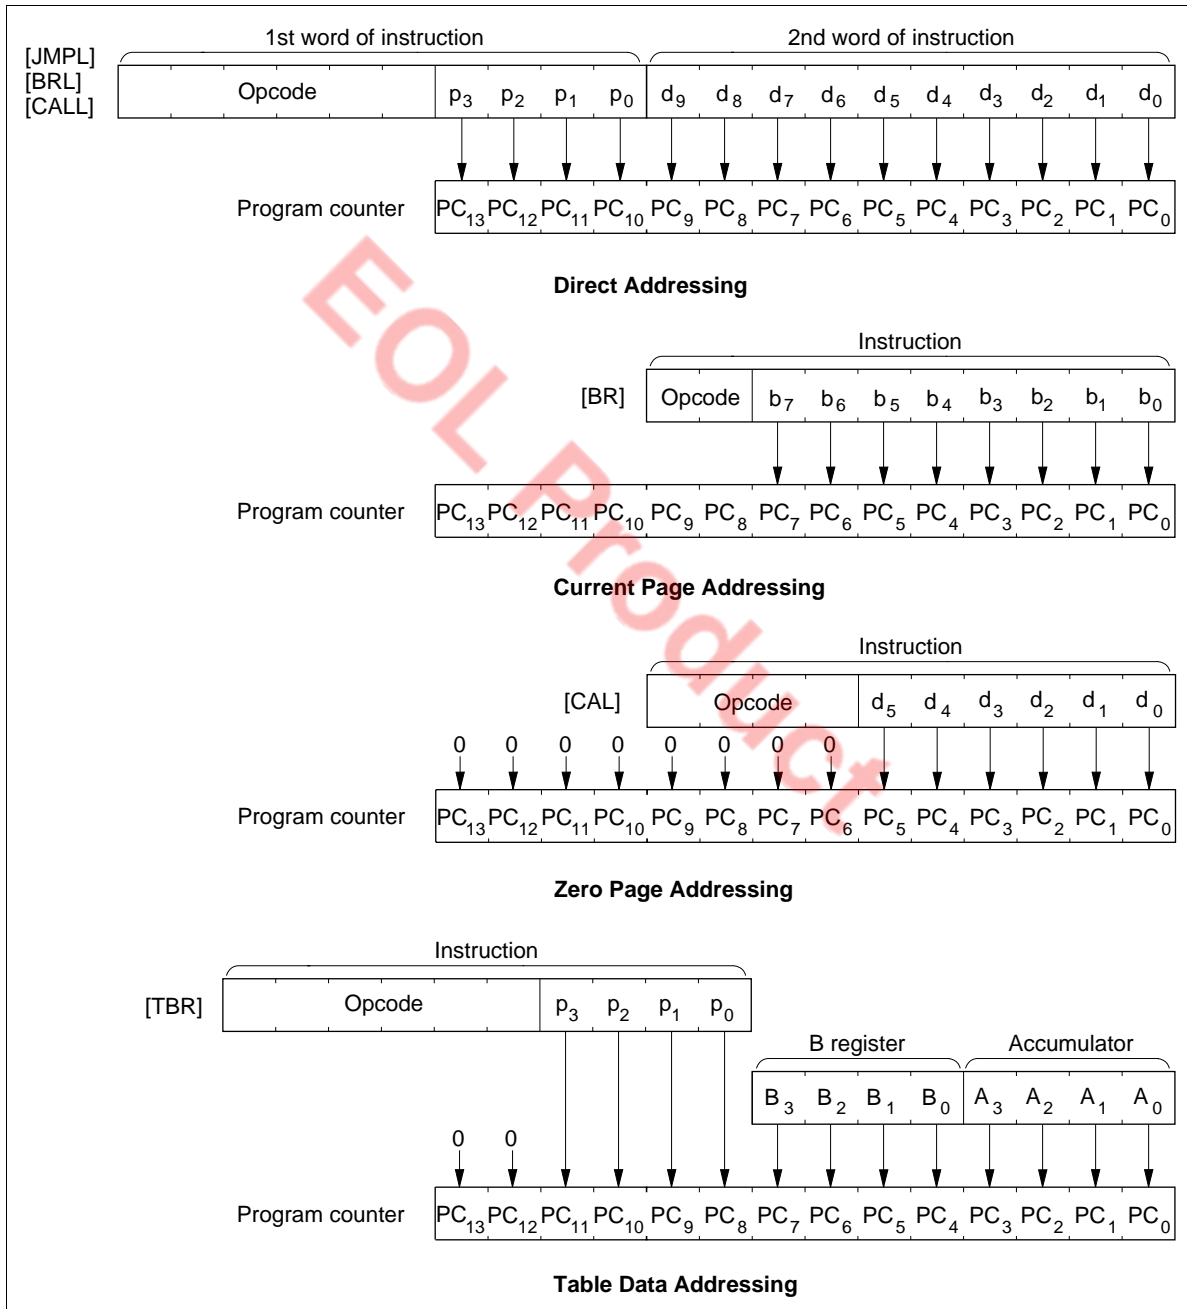 1st word of instruction 2nd word of instruction
[JMPL]
[BRL]
[CALL]
Opcode p3 p2 p1 p0 d9 d8 d7 d6 d5 d4 d3 d2 d1 d0
Program counter PC13 PC12 PC11 PC10 PC9 PC8 PC7 PC6 PC5 PC4 PC3 PC2 PC1 PC0
Direct Addressing
Instruction
[BR] Opcode b7 b6 b5 b4 b3 b2 b1 b0
Program counter PC13 PC12 PC11 PC10 PC9 PC8 PC7 PC6 PC5 PC4 PC3 PC2 PC1 PC0
Current Page Addressing
Instruction
[CAL] Opcode d5 d4 d3 d2 d1 d0
0 0 0 0 0 0 0 0
Program counter PC13 PC12 PC11 PC10 PC9 PC8 PC7 PC6 PC5 PC4 PC3 PC2 PC1 PC0
Zero Page Addressing
Instruction
[TBR] Opcode p3 p2 p1 p0
B register Accumulator
B3 B2 B1 B0 A3 A2 A1 A0
0 0
Program counter PC13 PC12 PC11 PC10 PC9 PC8 PC7 PC6 PC5 PC4 PC3 PC2 PC1 PC0
Table Data Addressing
EOL Product